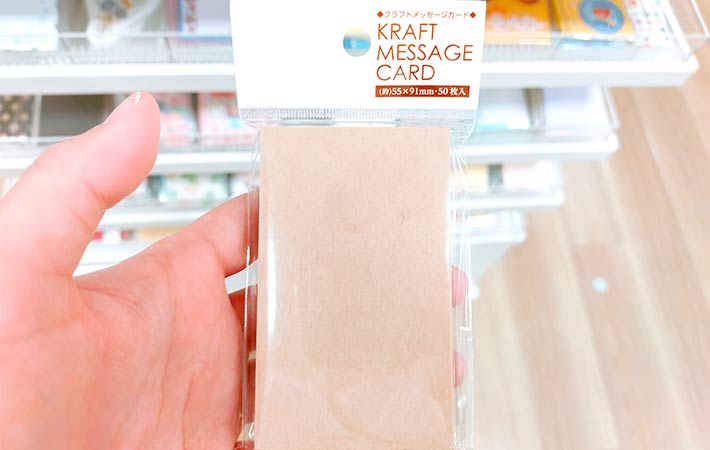 ◆クラフトメッセージカード◆
KRAFT
MESSAGE
CARD
(約)55×91mm・50枚入